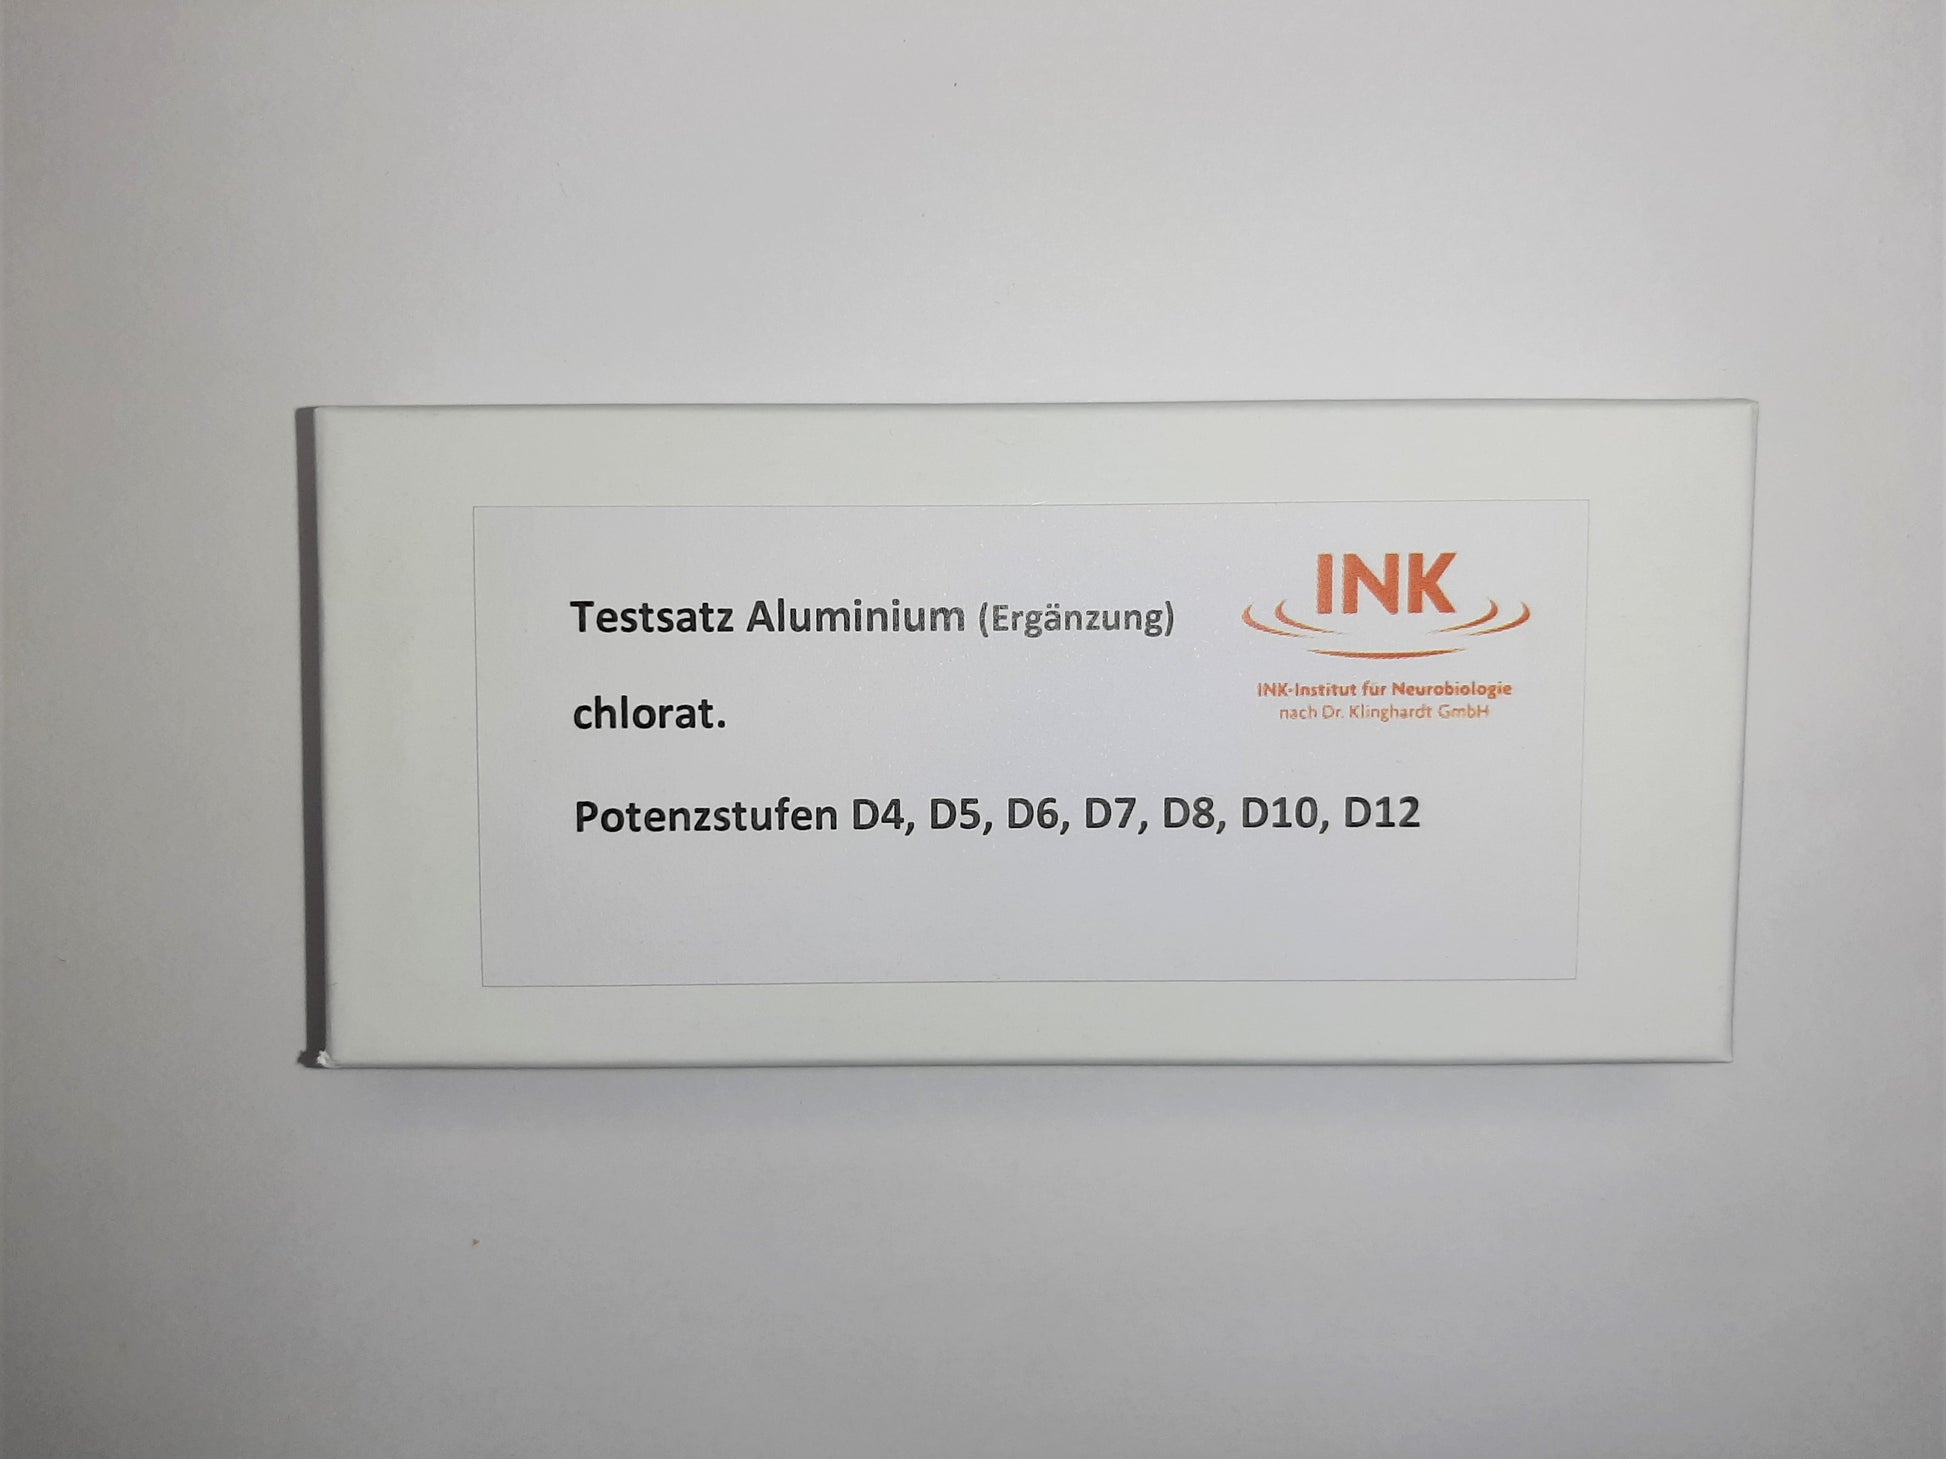 Testsatz Aluminium (Ergänzung)
chlorat.
Potenzstufen D4, D5, D6, D7, D8, D10, D12
INK
INK-Institut für Neurobiologie
nach Dr. Klinghardt GmbH